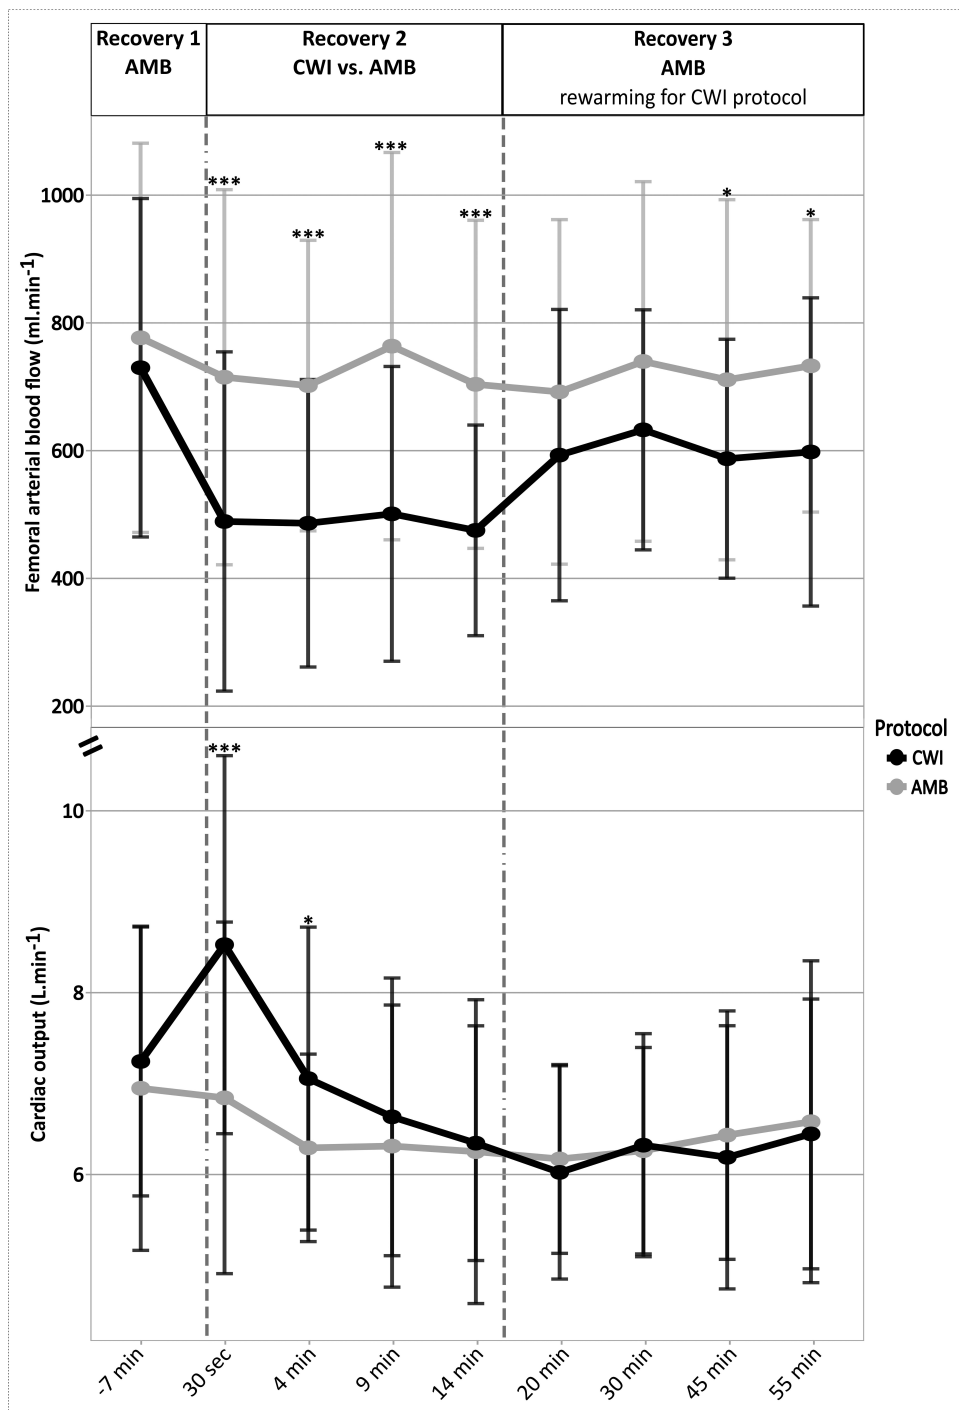 Recovery 1
AMB
Recovery 2
CWI vs. AMB
Recovery 3
AMB
rewarming for CWI protocol
Femoral arterial blood flow (ml.min-1)
1000
800
600
400
200
***
***
***
***
*
*
Cardiac output (L.min-1)
10
8
6
***
*
Protocol
CWI
AMB
-7 min
30 sec
4 min
9 min
14 min
20 min
30 min
45 min
55 min